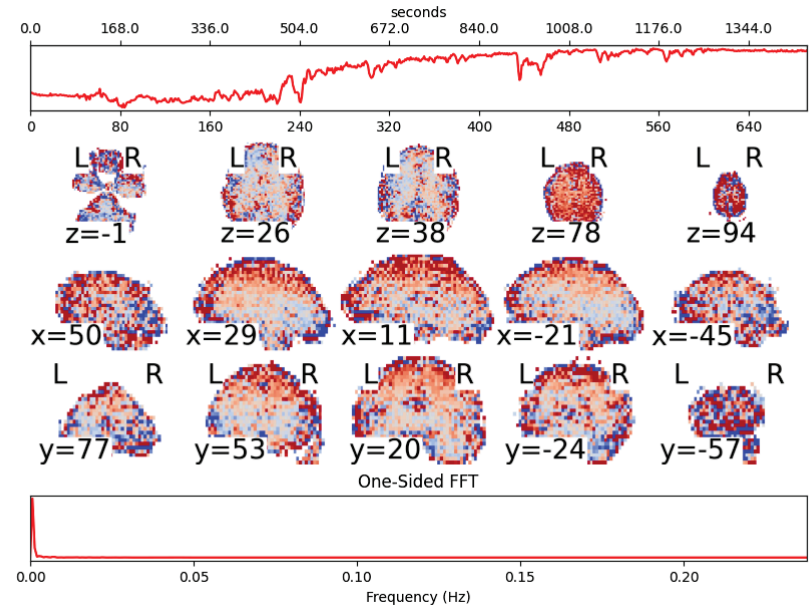 seconds
0.0 168.0 336.0 504.0 672.0 840.0 1008.0 1176.0 1344.0
0 80 160 240 320 400 480 560 640
L R L R L R L R L R
z=-1 z=26 z=38 z=78 z=94
x=50 x=29 x=11 x=-21 x=-45
L R L R L R L R L R
y=77 y=53 y=20 y=-24 y=-57
One-Sided FFT
0.00 0.05 0.10 0.15 0.20
Frequency (Hz)